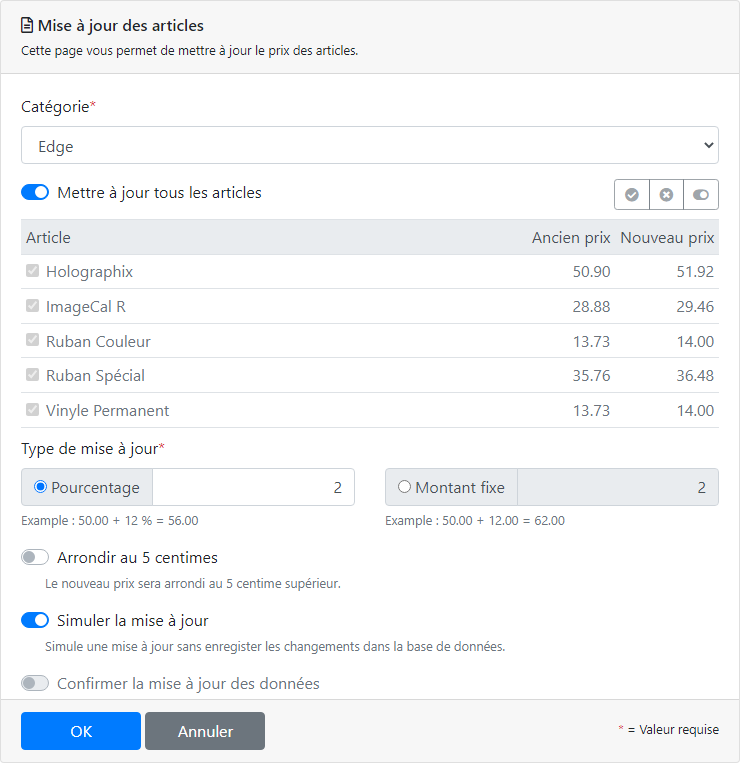 Mise à jour des articles
Cette page vous permet de mettre à jour le prix des articles.
Catégorie*
Edge
Mettre à jour tous les articles
Article Ancien prix Nouveau prix
Holographix 50.90 51.92
ImageCal R 28.88 29.46
Ruban Couleur 13.73 14.00
Ruban Spécial 35.76 36.48
Vinyle Permanent 13.73 14.00
Type de mise à jour*
Pourcentage 2 Montant fixe 2
Example : 50.00 + 12 % = 56.00 Example : 50.00 + 12.00 = 62.00
Arrondir au 5 centimes
Le nouveau prix sera arrondi au 5 centime supérieur.
Simuler la mise à jour
Simule une mise à jour sans enregister les changements dans la base de données.
Confirmer la mise à jour des données
OK Annuler * = Valeur requise